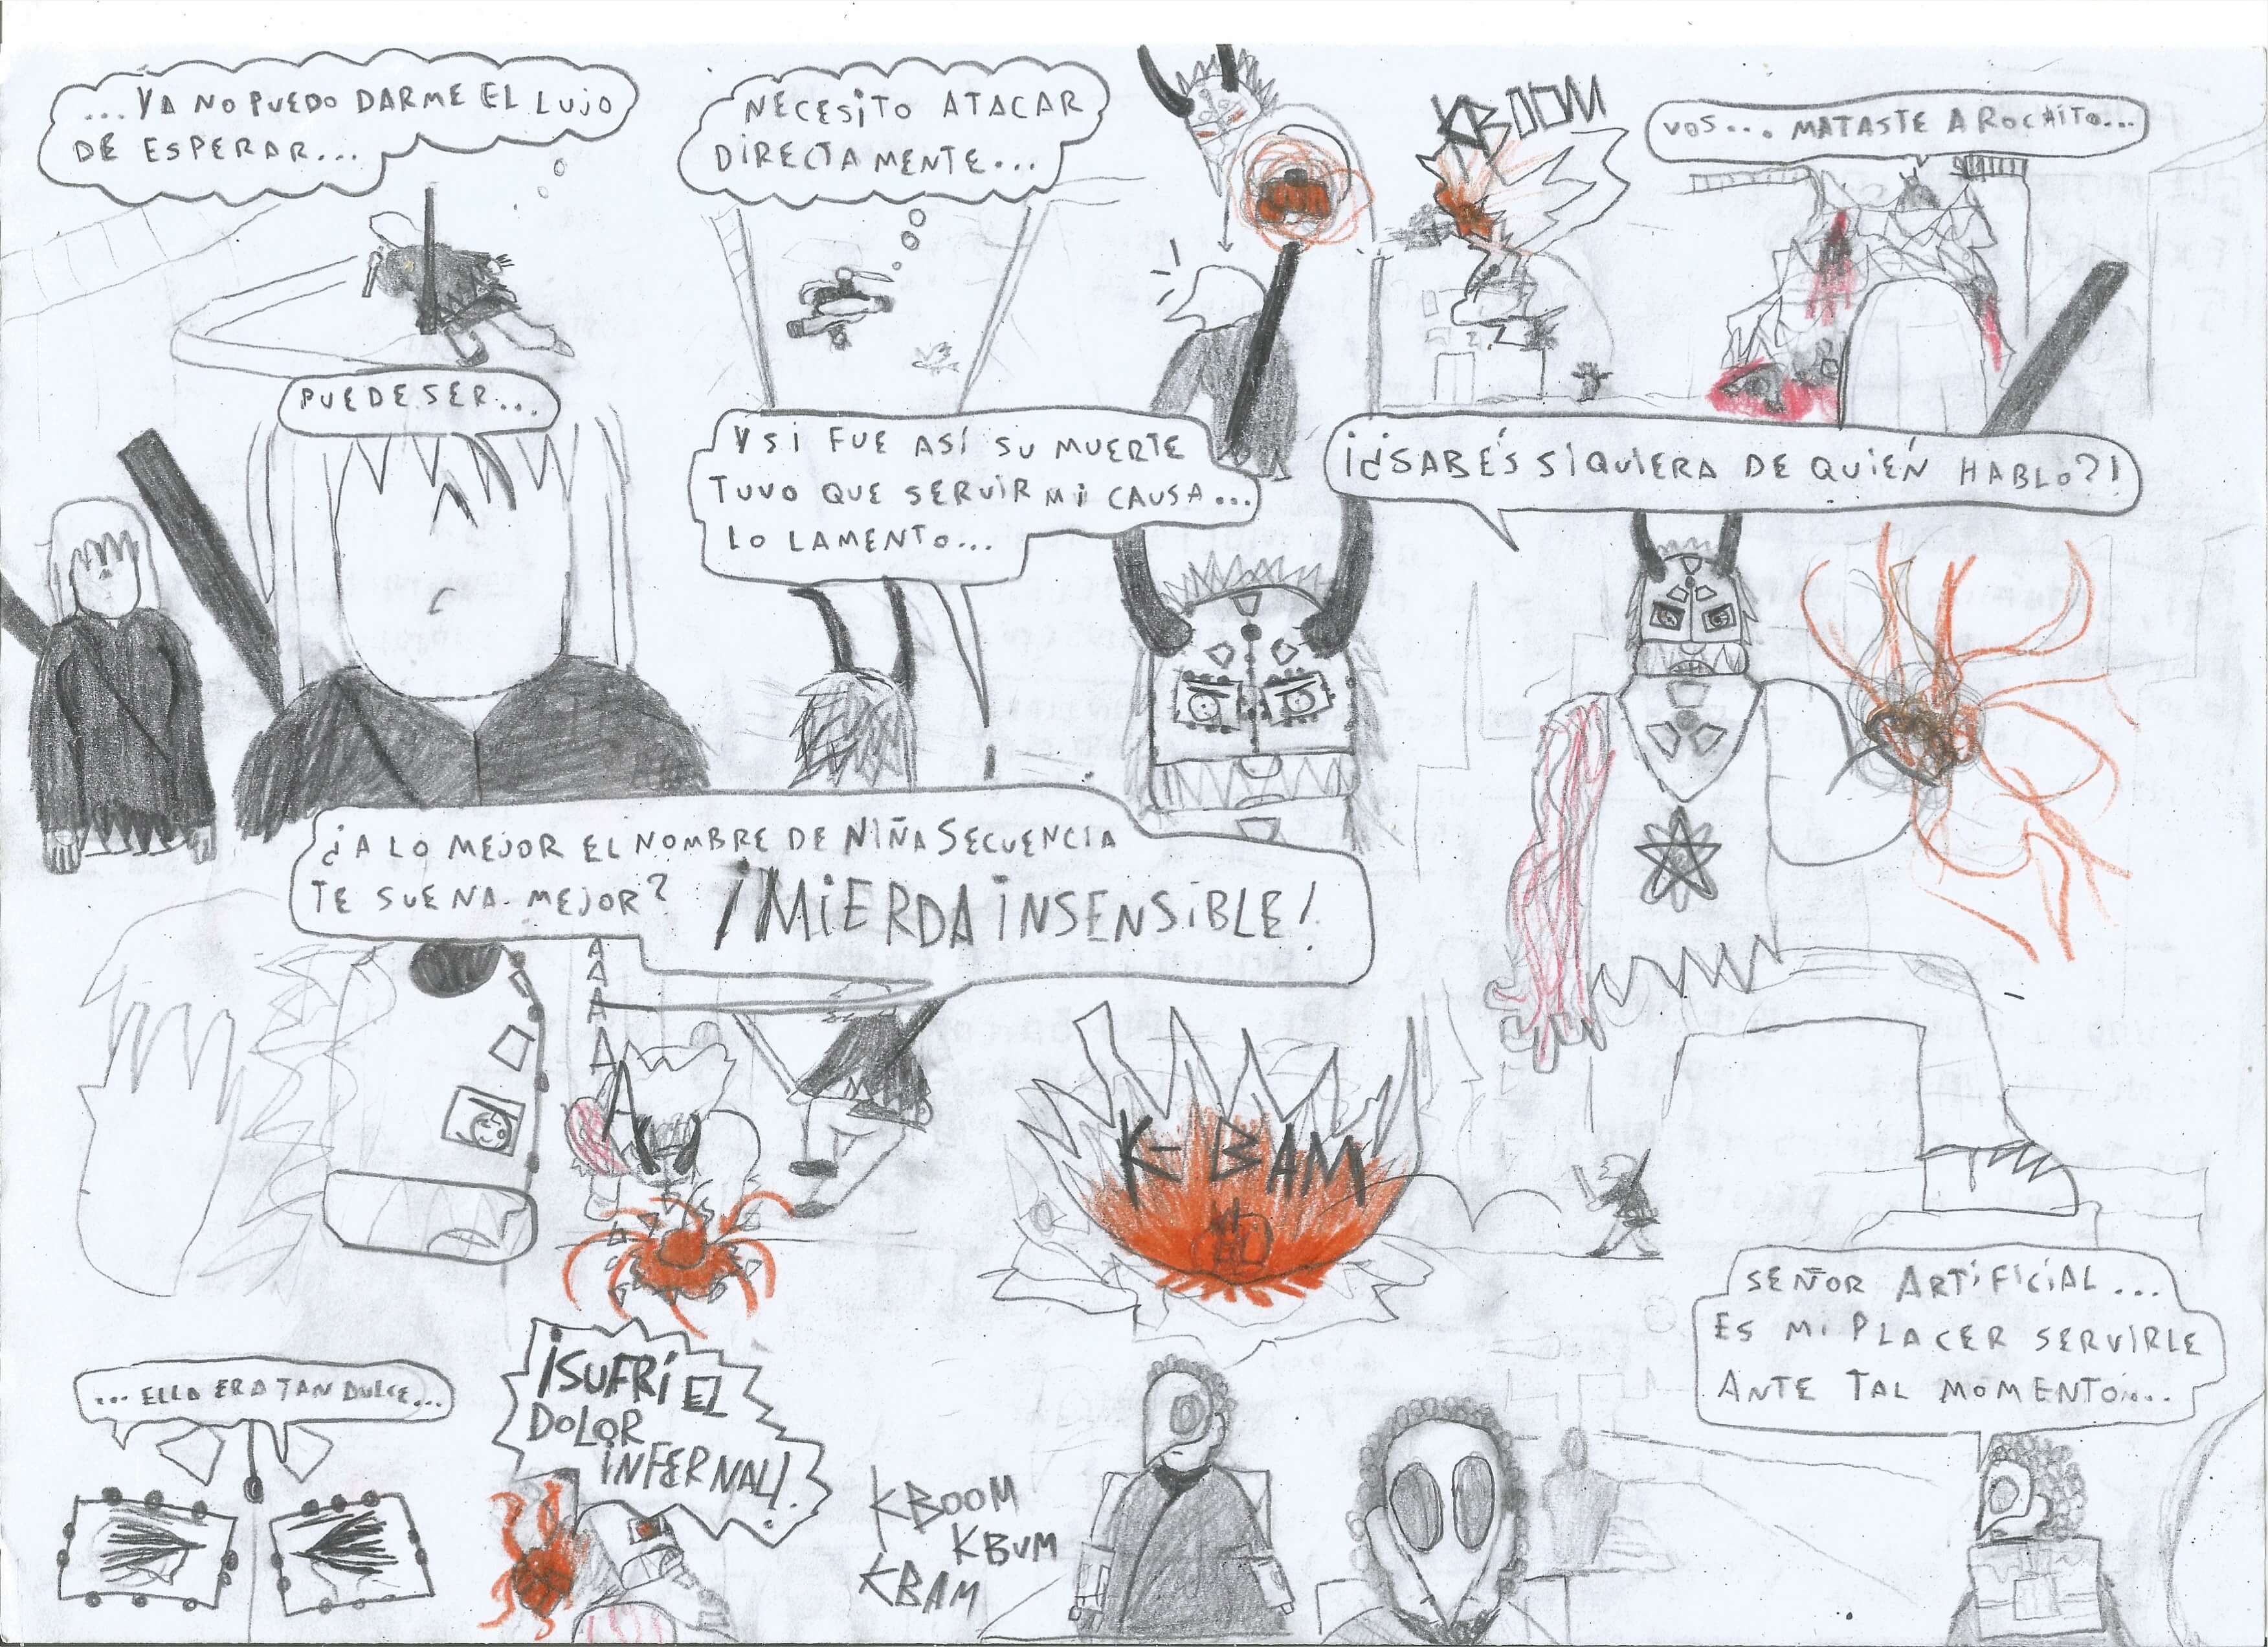 ...YA NO PUEDO DARME EL LUJO
DE ESPERAR...
NECESITO ATACAR
DIRECTAMENTE...
KBOOM
VOS... MATASTE A ROCHITO...
PUEDE SER...
Y SI FUE ASÍ SU MUERTE
TUVO QUE SERVIR MI CAUSA...
LO LAMENTO...
¡¿SABÉS SIQUIERA DE QUIÉN HABLO?!
¿A LO MEJOR EL NOMBRE DE NIÑA SECUENCIA
TE SUENA MEJOR? ¡MIERDA INSENSIBLE!
AAAAAA
K-BAM
...ELLA ERA TAN DULCE...
¡SUFRÍ EL
DOLOR
INFERNAL!
KBOOM
KBUM
KBAM
SEÑOR ARTIFICIAL...
ES MI PLACER SERVIRLE
ANTE TAL MOMENTO...